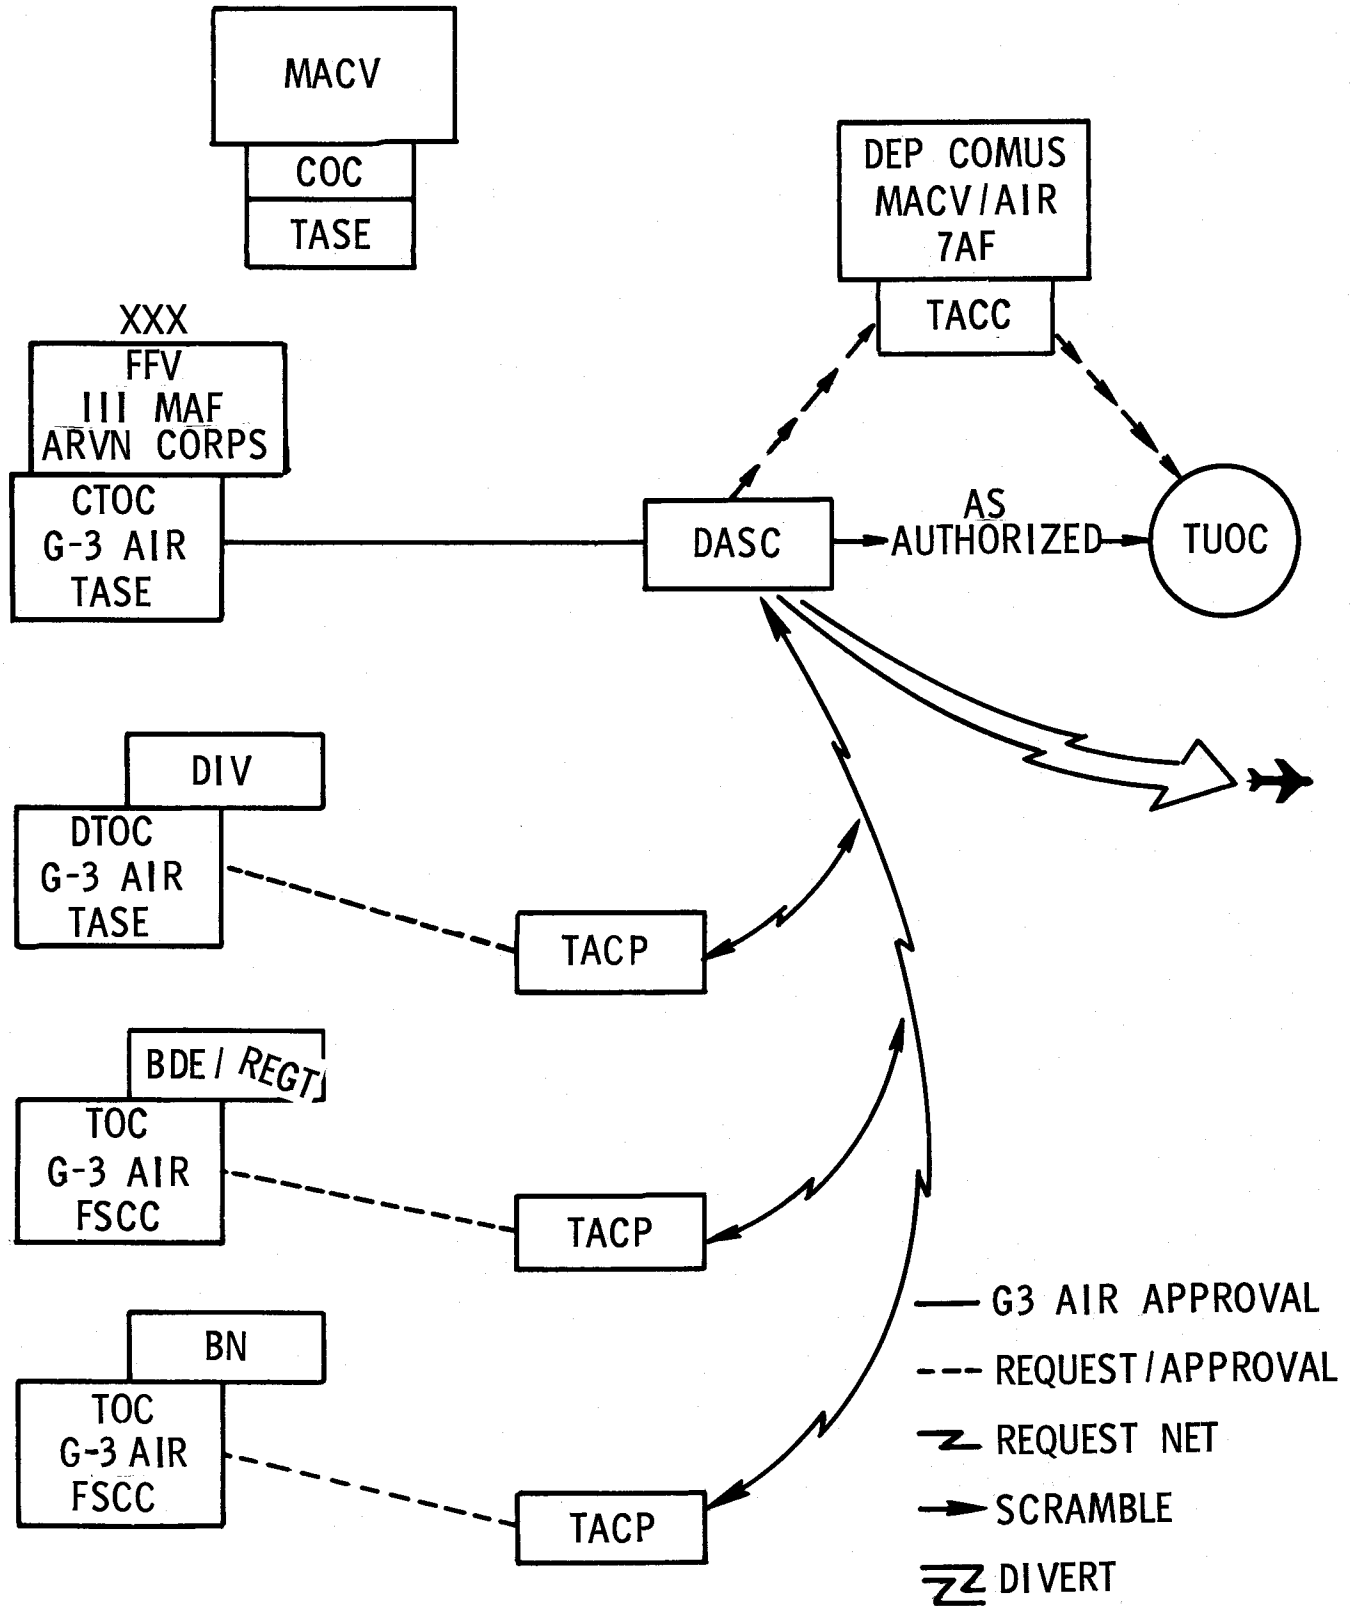 MACV
COC
TASE
DEP COMUS
MACV/AIR
7AF
TACC
XXX
FFV
III MAF
ARVN CORPS
CTOC
G-3 AIR
TASE
DASC
AS
AUTHORIZED
TUOC
DIV
DTOC
G-3 AIR
TASE
TACP
BDE/ REGT
TOC
G-3 AIR
FSCC
TACP
BN
TOC
G-3 AIR
FSCC
TACP
G3 AIR APPROVAL
REQUEST/APPROVAL
REQUEST NET
SCRAMBLE
DIVERT